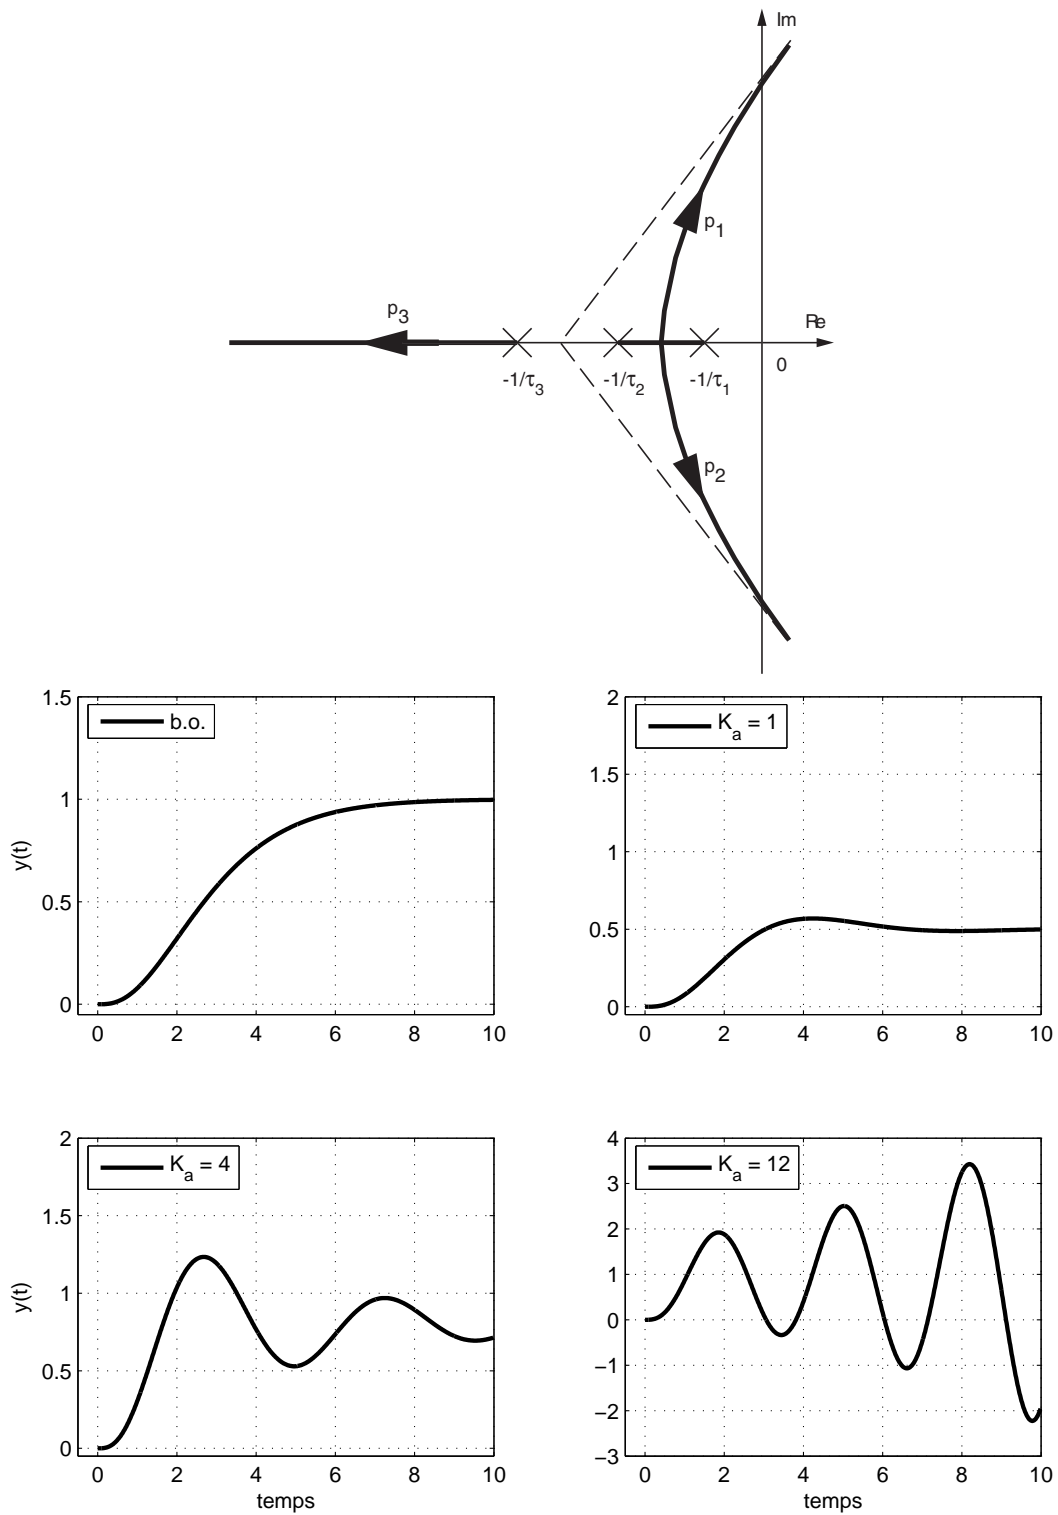 Im
p1
p3
Re
-1/τ3 -1/τ2 -1/τ1 0
p2
1.5 2
b.o. Ka = 1
1.5
1
1
y(t)
0.5
0.5
0 0
0 2 4 6 8 10 0 2 4 6 8 10
2 4
Ka = 4 Ka = 12
3
1.5
2
1 1
y(t)
0
0.5 −1
−2
0
−3
0 2 4 6 8 10 0 2 4 6 8 10
temps temps